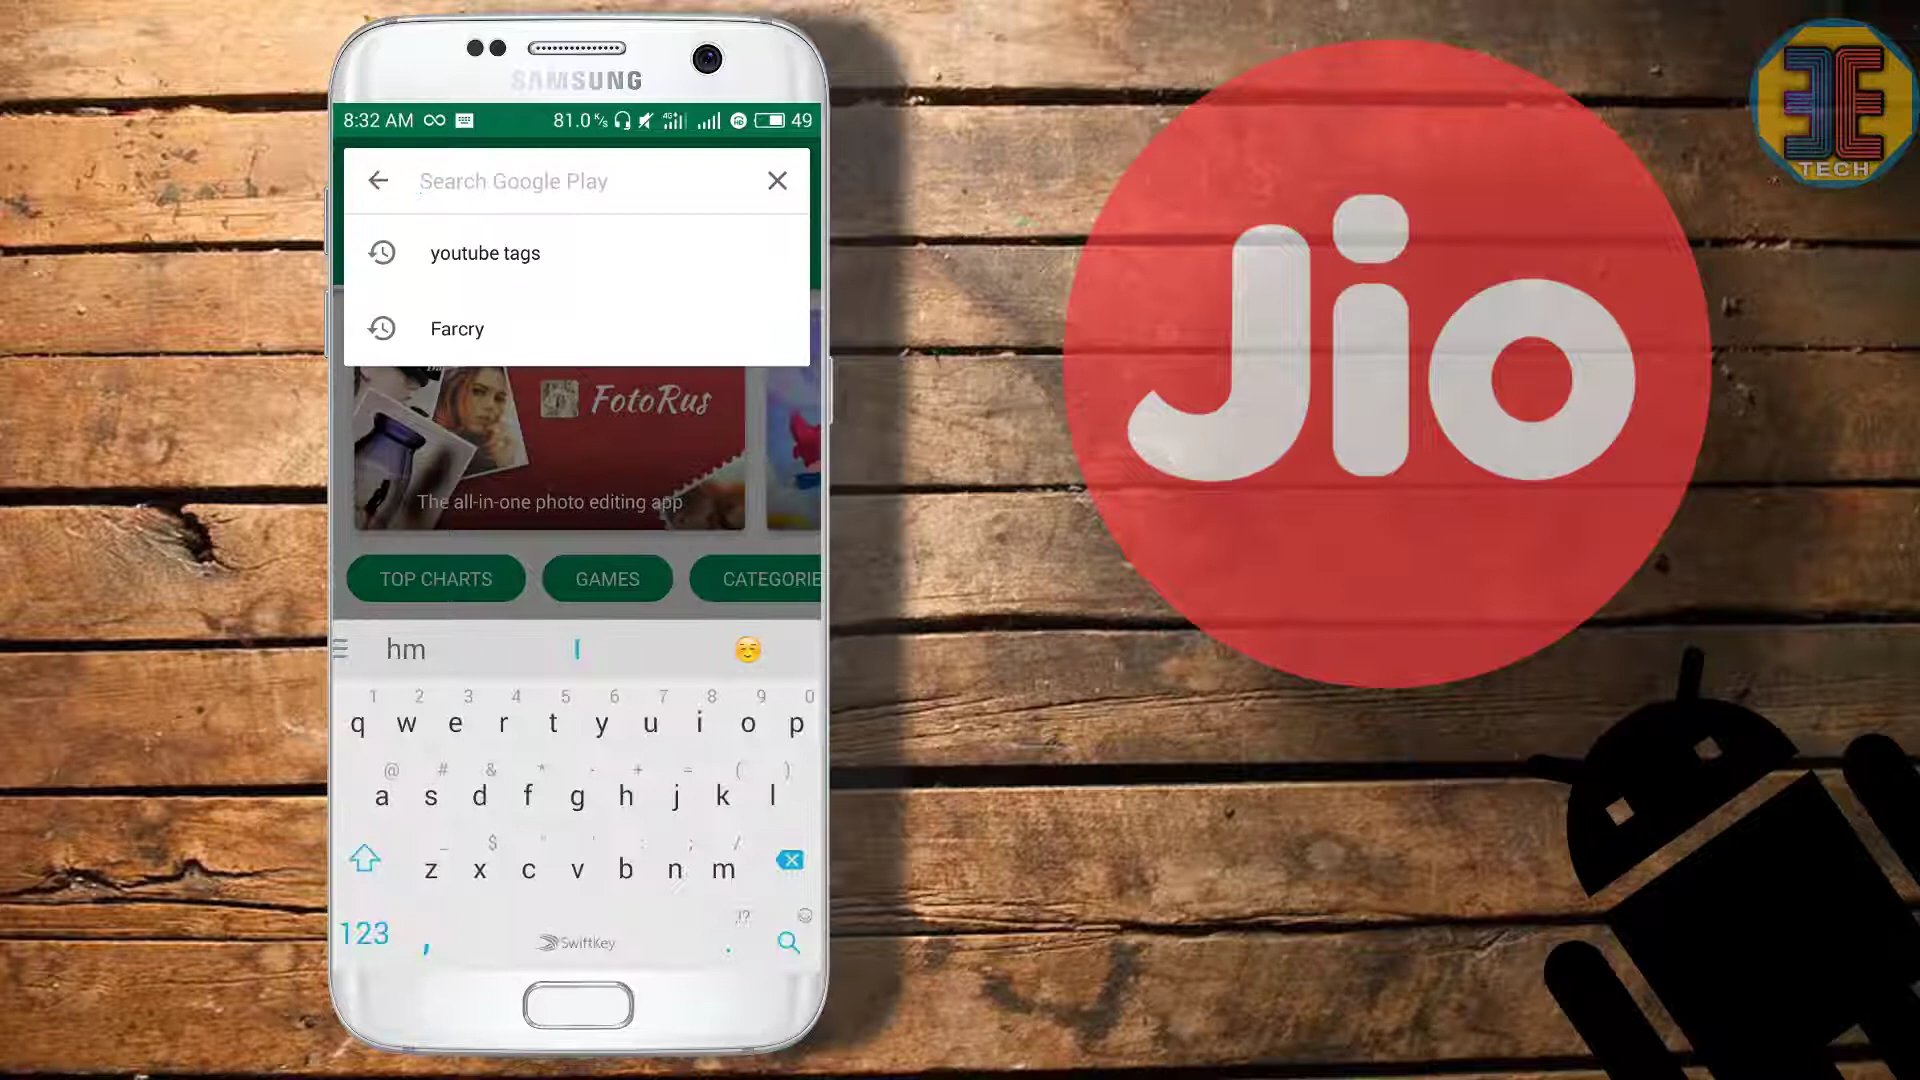 SAMSUNG
8:32 AM 81.0 K/s 4G+ HD 49
Search Google Play
youtube tags
Farcry
FotoRus
The all-in-one photo editing app
TOP CHARTS GAMES CATEGORIE
hm I
1 2 3 4 5 6 7 8 9 0
q w e r t y u i o p
@ # & * - + = ( )
a s d f g h j k l
_ $ " ' : ; /
z x c v b n m
123 , SwiftKey . !?
Jio
TECH